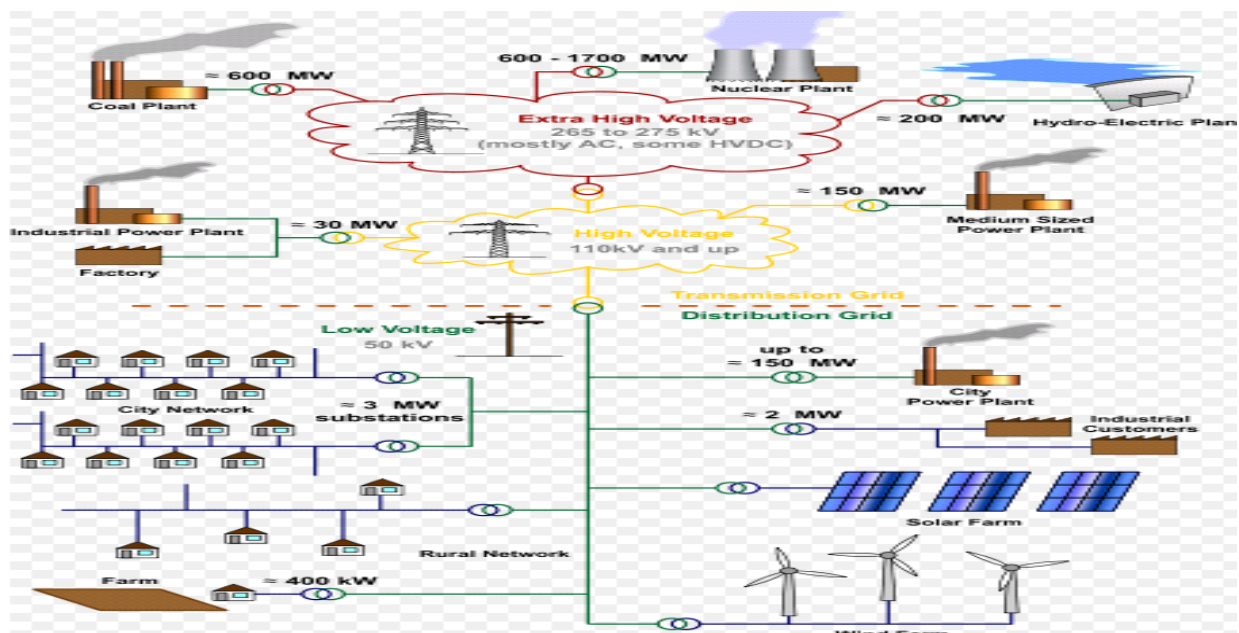 600 - 1700 MW
≈ 600 MW
Coal Plant
Nuclear Plant
Extra High Voltage
265 to 275 kV
(mostly AC, some HVDC)
≈ 200 MW
Hydro-Electric Plant
≈ 150 MW
Medium Sized
Power Plant
Industrial Power Plant
≈ 30 MW
Factory
High Voltage
110kV and up
Transmission Grid
Distribution Grid
Low Voltage
50 kV
City Network
≈ 3 MW
substations
up to
≈ 150 MW
City
Power Plant
≈ 2 MW
Industrial
Customers
Solar Farm
Rural Network
Farm
≈ 400 kW
Wind Farm